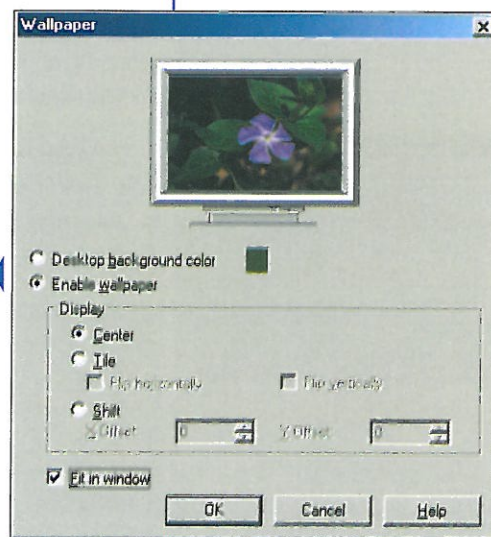 Wallpaper
Desktop background color
Enable wallpaper
Display
Center
Tile
Flip horizontally Flip vertically
Shift
X Offset: 0 Y Offset: 0
Fit in window
OK Cancel Help